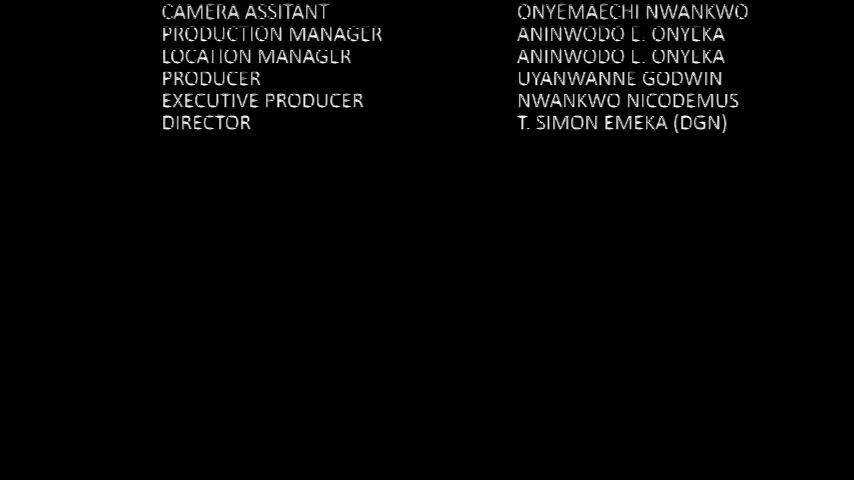 CAMERA ASSITANT ONYEMAECHI NWANKWO
PRODUCTION MANAGER ANINWODO E. ONYEKA
LOCATION MANAGER ANINWODO E. ONYEKA
PRODUCER UYANWANNE GODWIN
EXECUTIVE PRODUCER NWANKWO NICODEMUS
DIRECTOR T. SIMON EMEKA (DGN)